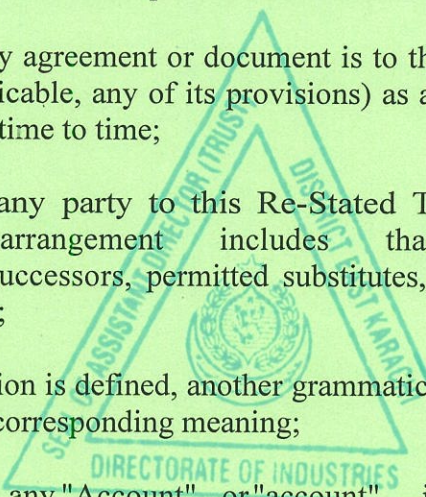 y agreement or document is to th
icable, any of its provisions) as a
time to time;
any party to this Re-Stated T
arrangement includes tha
uccessors, permitted substitutes,
;
ion is defined, another grammatic
corresponding meaning;
any "Account" or "account" i
SEAL OF ASSISTANT DIRECTOR (TRUST)
DISTRICT EAST KARACHI
DIRECTORATE OF INDUSTRIES